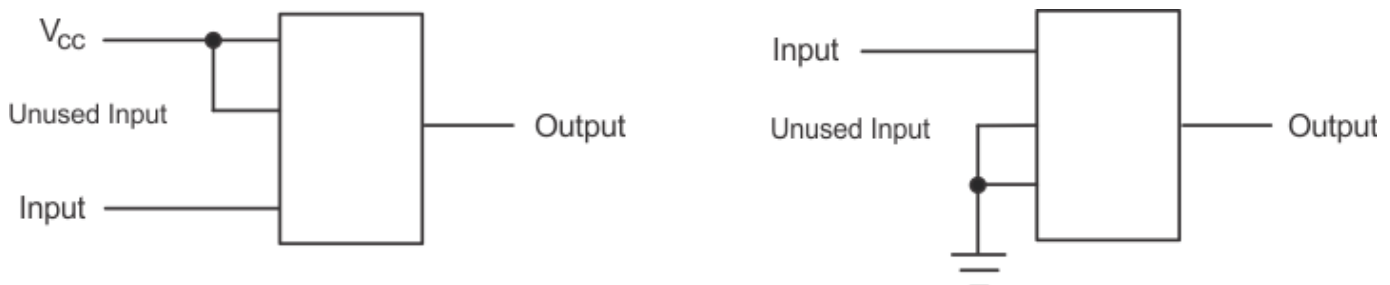 VCC
Unused Input
Output
Input
Input
Unused Input
Output